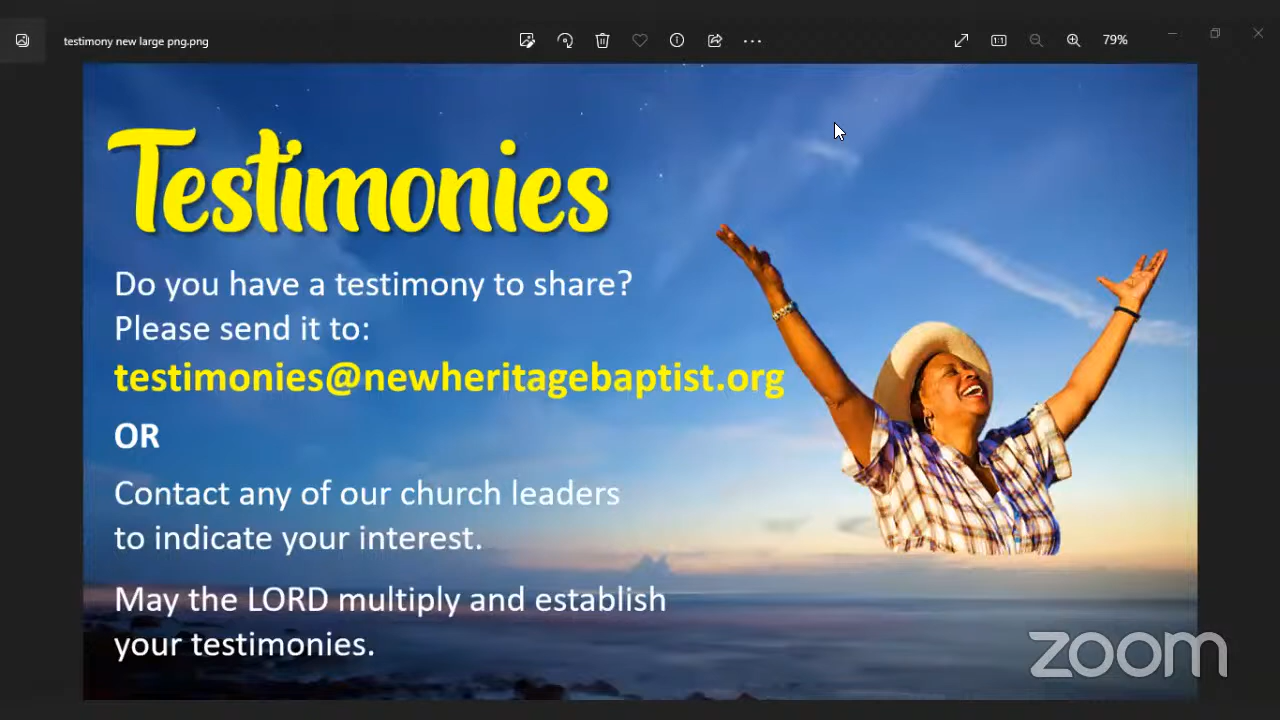 testimony new large png.png
79%
Testimonies
Do you have a testimony to share?
Please send it to:
testimonies@newheritagebaptist.org
OR
Contact any of our church leaders
to indicate your interest.
May the LORD multiply and establish
your testimonies.
zoom